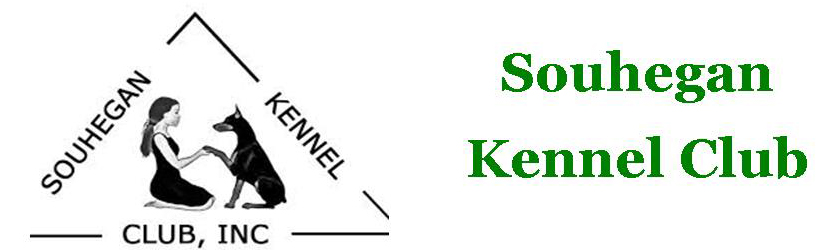 SOUHEGAN
KENNEL
CLUB, INC
Souhegan
Kennel Club